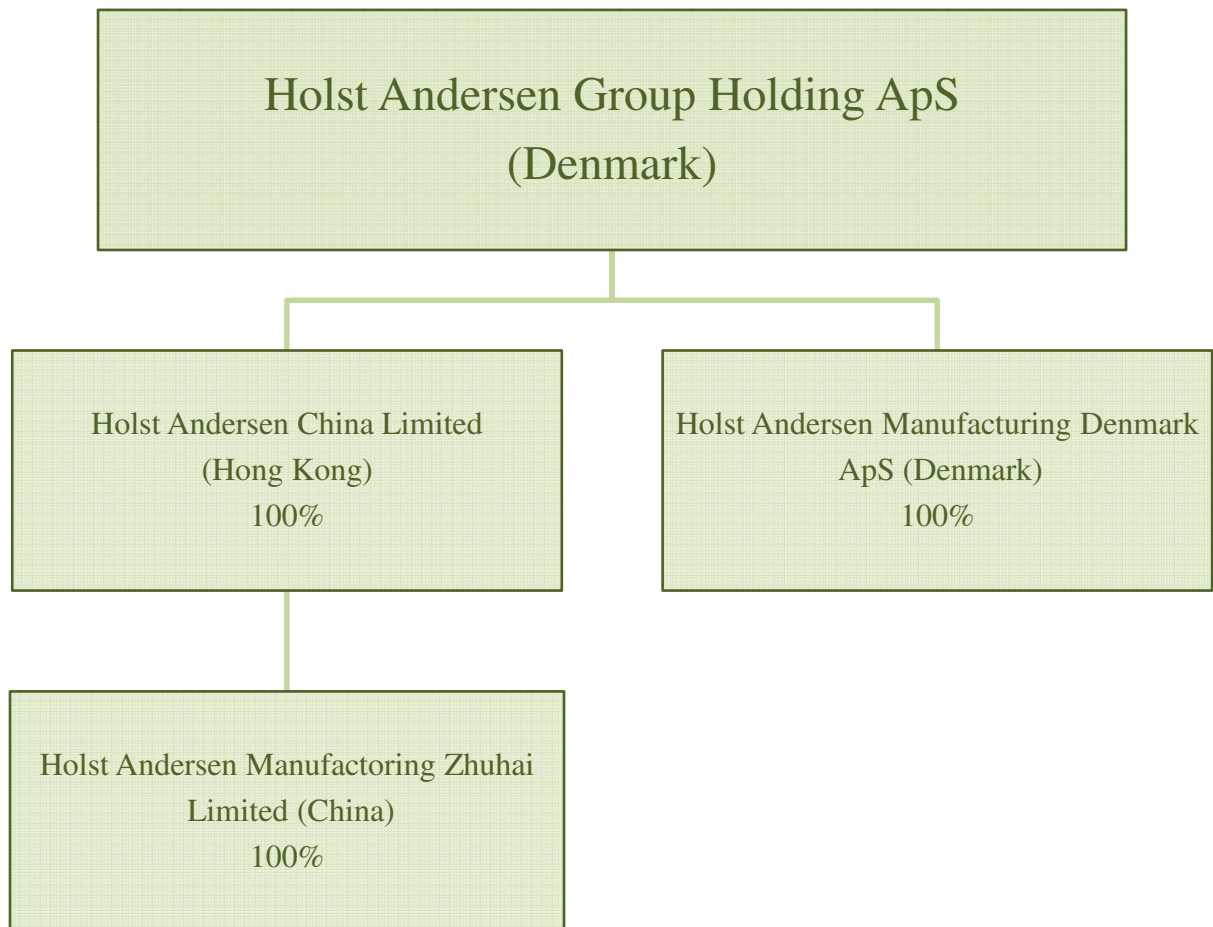 Holst Andersen Group Holding ApS
(Denmark)
Holst Andersen China Limited
(Hong Kong)
100%
Holst Andersen Manufacturing Denmark
ApS (Denmark)
100%
Holst Andersen Manufactoring Zhuhai
Limited (China)
100%